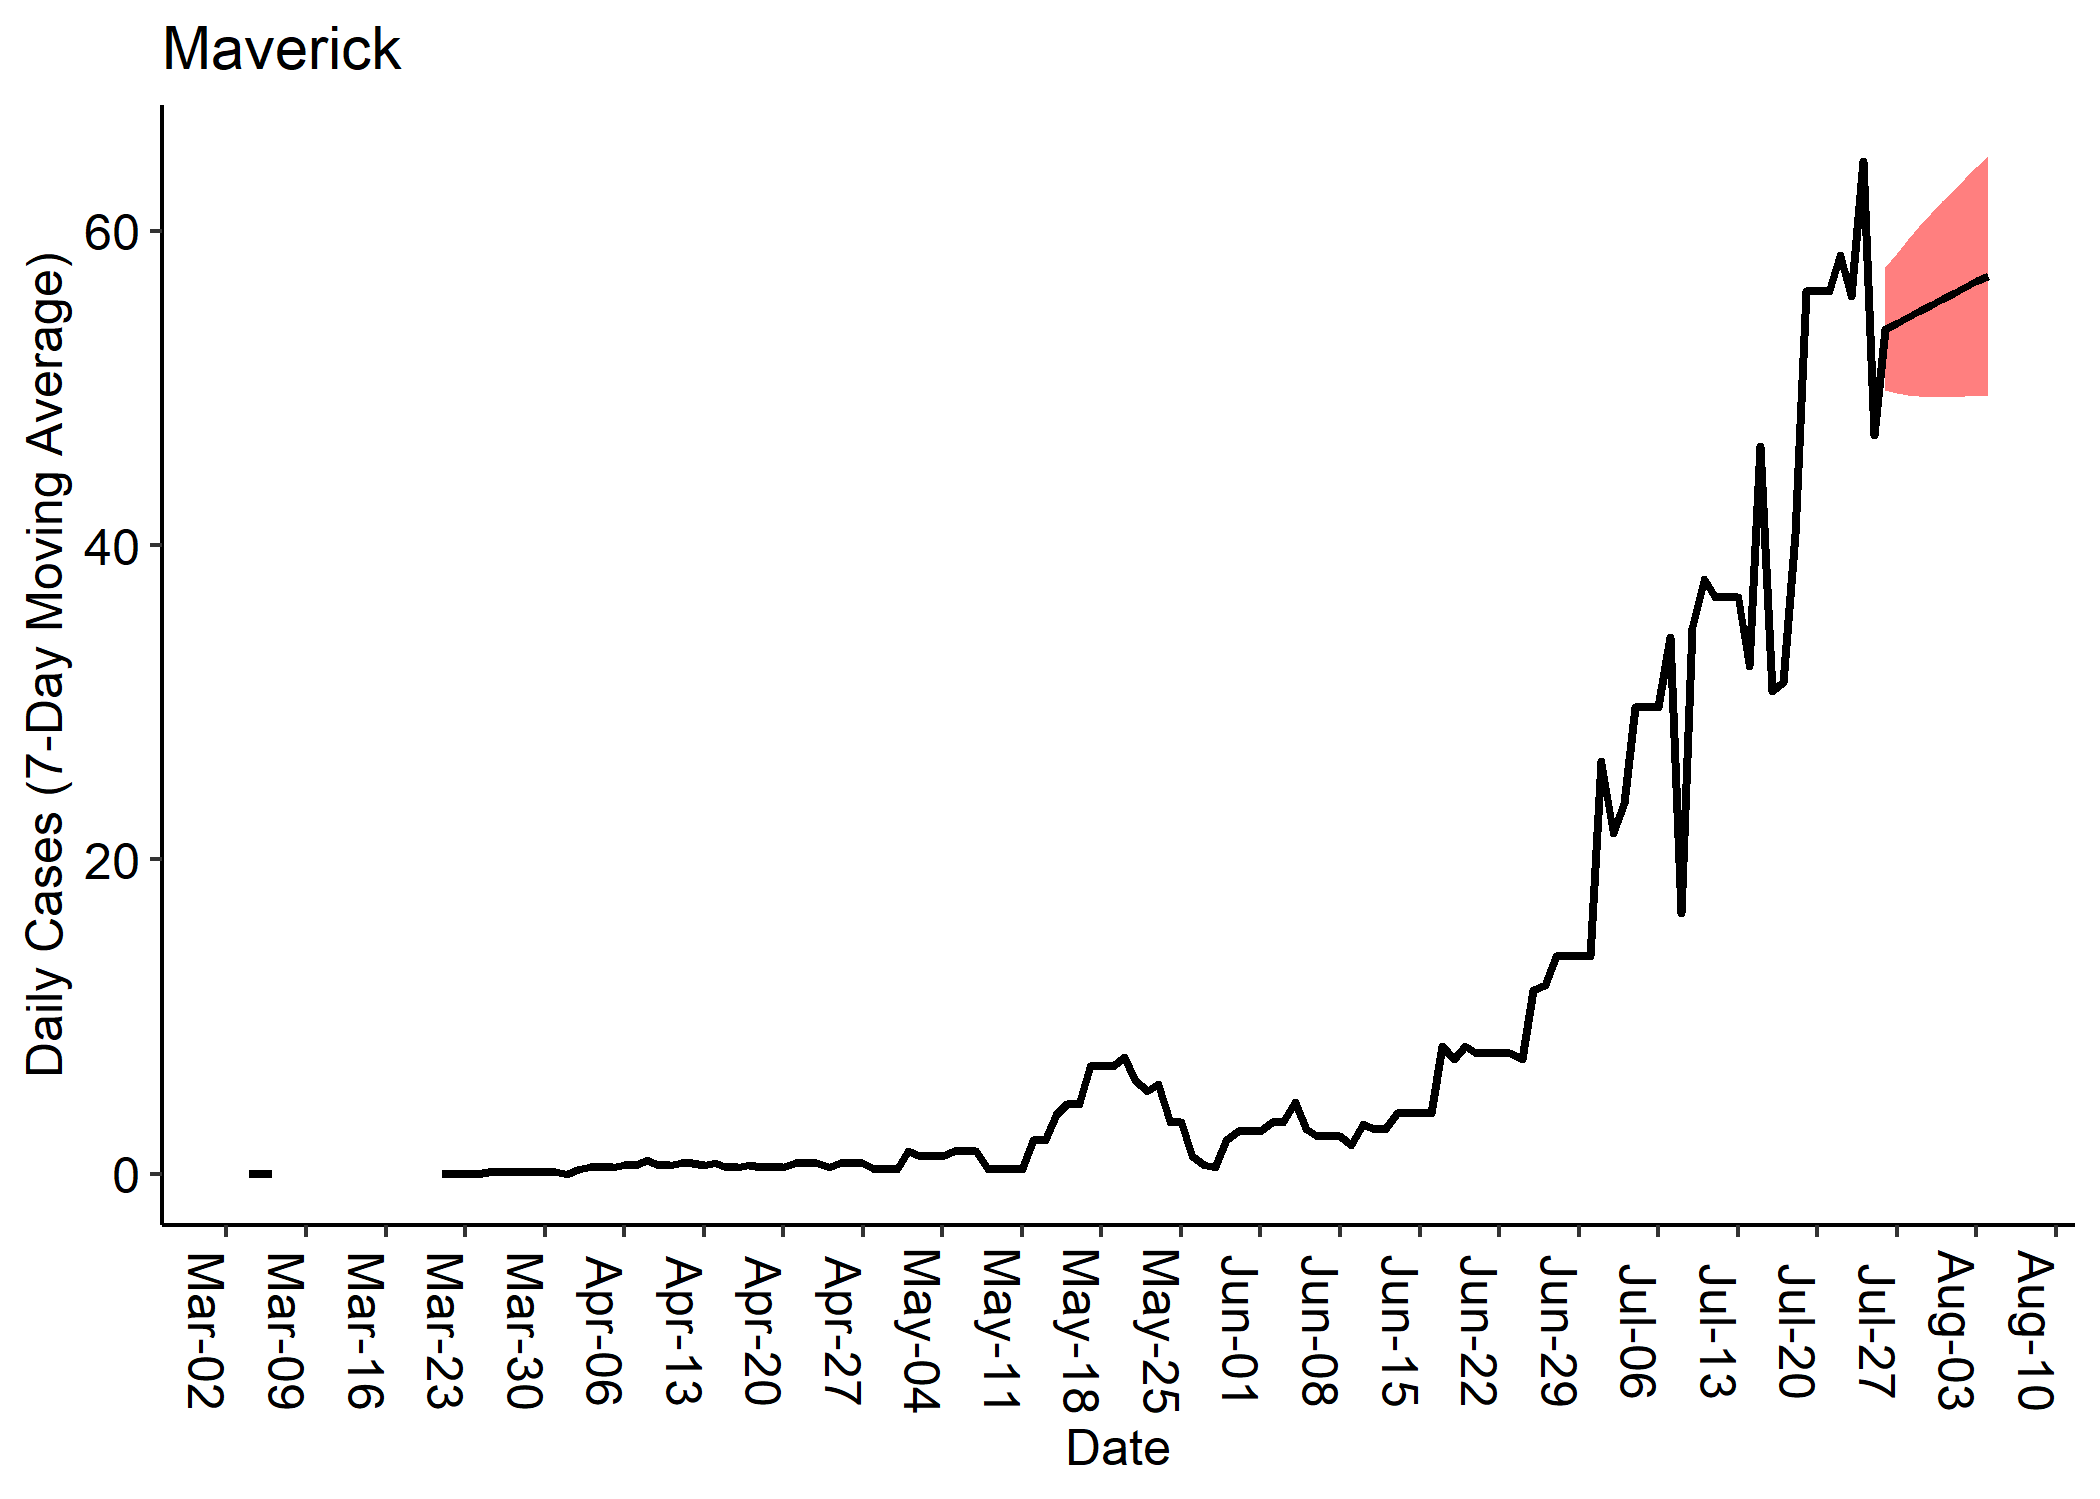 Maverick
Daily Cases (7-Day Moving Average)
60
40
20
0
Mar-02
Mar-09
Mar-16
Mar-23
Mar-30
Apr-06
Apr-13
Apr-20
Apr-27
May-04
May-11
May-18
May-25
Jun-01
Jun-08
Jun-15
Jun-22
Jun-29
Jul-06
Jul-13
Jul-20
Jul-27
Aug-03
Aug-10
Date